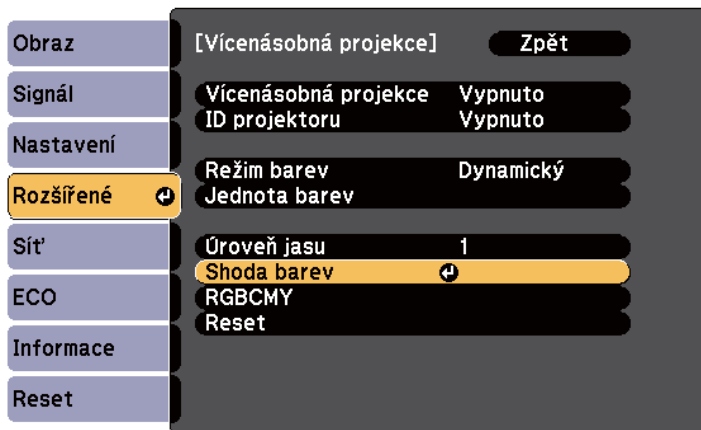 Obraz
Signál
Nastavení
Rozšířené
Síť
ECO
Informace
Reset
[Vícenásobná projekce] Zpět
Vícenásobná projekce Vypnuto
ID projektoru Vypnuto
Režim barev Dynamický
Jednota barev
Úroveň jasu 1
Shoda barev
RGBCMY
Reset